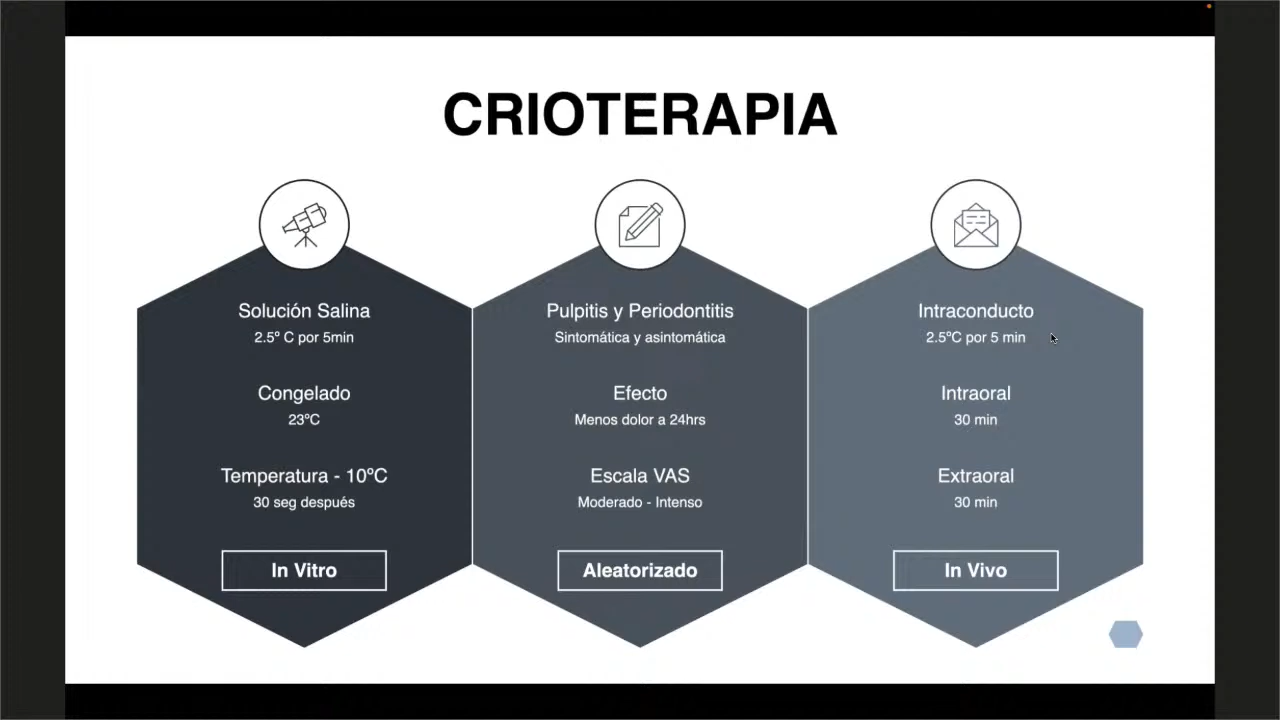 CRIOTERAPIA
Solución Salina
2.5º C por 5min
Congelado
23ºC
Temperatura - 10ºC
30 seg después
In Vitro
Pulpitis y Periodontitis
Sintomática y asintomática
Efecto
Menos dolor a 24hrs
Escala VAS
Moderado - Intenso
Aleatorizado
Intraconducto
2.5ºC por 5 min
Intraoral
30 min
Extraoral
30 min
In Vivo